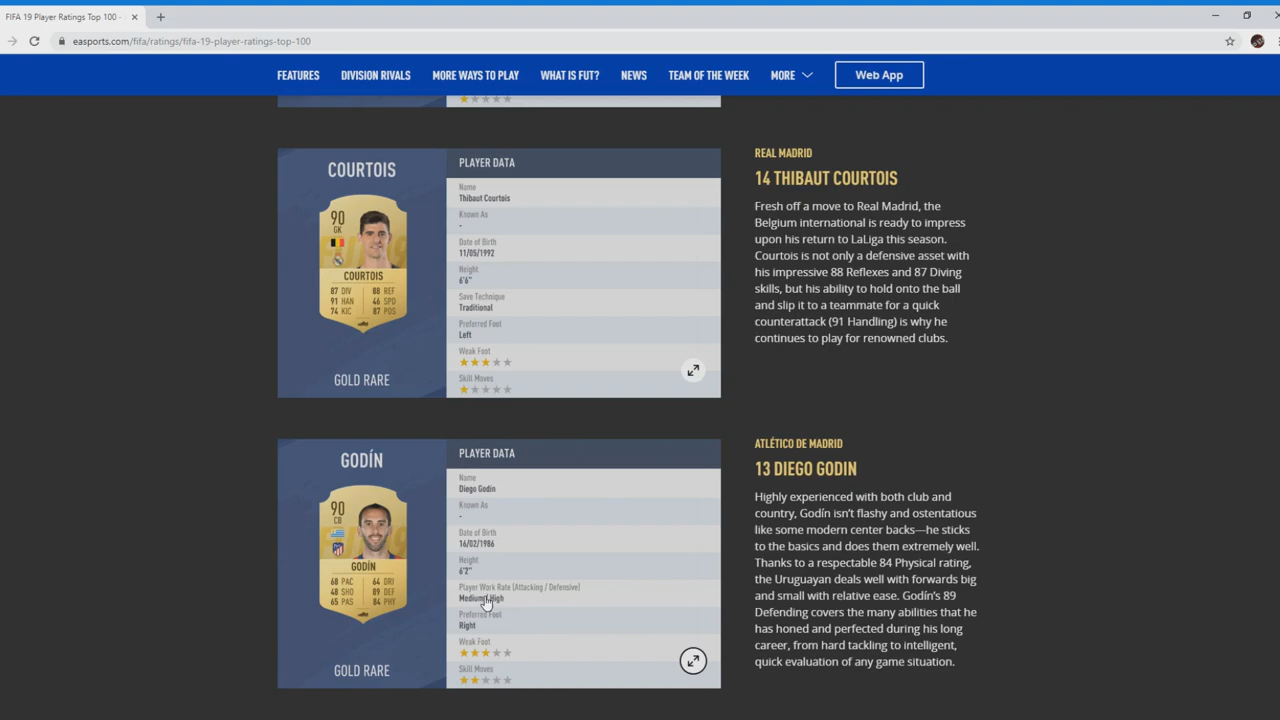 FIFA 19 Player Ratings Top 100 -
easports.com/fifa/ratings/fifa-19-player-ratings-top-100
FEATURES
DIVISION RIVALS
MORE WAYS TO PLAY
WHAT IS FUT?
NEWS
TEAM OF THE WEEK
MORE
Web App
COURTOIS
90
GK
COURTOIS
87 DIV 88 REF
91 HAN 46 SPD
74 KIC 87 POS
GOLD RARE
PLAYER DATA
Name
Thibaut Courtois
Known As
-
Date of Birth
11/05/1992
Height
6'6"
Save Technique
Traditional
Preferred Foot
Left
Weak Foot
Skill Moves
REAL MADRID
14 THIBAUT COURTOIS
Fresh off a move to Real Madrid, the
Belgium international is ready to impress
upon his return to LaLiga this season.
Courtois is not only a defensive asset with
his impressive 88 Reflexes and 87 Diving
skills, but his ability to hold onto the ball
and slip it to a teammate for a quick
counterattack (91 Handling) is why he
continues to play for renowned clubs.
GODÍN
90
CB
GODÍN
68 PAC 64 DRI
48 SHO 89 DEF
65 PAS 84 PHY
GOLD RARE
PLAYER DATA
Name
Diego Godín
Known As
-
Date of Birth
16/02/1986
Height
6'2"
Player Work Rate (Attacking / Defensive)
Medium/High
Preferred Foot
Right
Weak Foot
Skill Moves
ATLÉTICO DE MADRID
13 DIEGO GODIN
Highly experienced with both club and
country, Godín isn't flashy and ostentatious
like some modern center backs—he sticks
to the basics and does them extremely well.
Thanks to a respectable 84 Physical rating,
the Uruguayan deals well with forwards big
and small with relative ease. Godín's 89
Defending covers the many abilities that he
has honed and perfected during his long
career, from hard tackling to intelligent,
quick evaluation of any game situation.